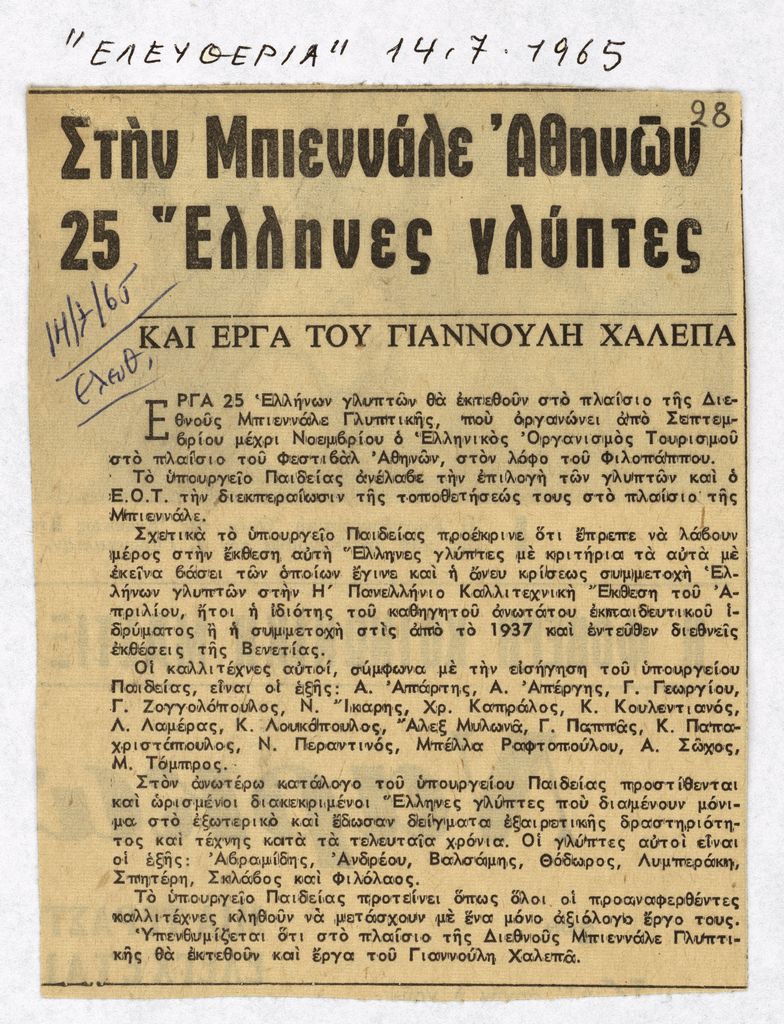 "ΕΛΕΥΘΕΡΙΑ" 14.7.1965
28
Στὴν Μπιεννάλε Ἀθηνῶν
25 Ἕλληνες γλύπτες
14/7/65
Ελευθ.
ΚΑΙ ΕΡΓΑ ΤΟΥ ΓΙΑΝΝΟΥΛΗ ΧΑΛΕΠΑ
ΕΡΓΑ 25 Ἑλλήνων γλυπτῶν θὰ ἐκτεθοῦν στὸ πλαίσιο τῆς Διε-
θνοῦς Μπιεννάλε Γλυπτικῆς, ποὺ ὀργανώνει ἀπὸ Σεπτεμ-
βρίου μέχρι Νοεμβρίου ὁ Ἑλληνικὸς Ὀργανισμὸς Τουρισμοῦ
στὸ πλαίσιο τοῦ Φεστιβὰλ Ἀθηνῶν, στὸν λόφο τοῦ Φιλοπάππου.
Τὸ ὑπουργεῖο Παιδείας ἀνέλαβε τὴν ἐπιλογὴ τῶν γλυπτῶν καὶ ὁ
Ε.Ο.Τ. τὴν διεκπεραίωσιν τῆς τοποθετήσεώς τους στὸ πλαίσιο τῆς
Μπιεννάλε.
Σχετικὰ τὸ ὑπουργεῖο Παιδείας προέκρινε ὅτι ἔπρεπε νὰ λάβουν
μέρος στὴν ἔκθεση αὐτὴ Ἕλληνες γλύπτες μὲ κριτήρια τὰ αὐτὰ μὲ
ἐκεῖνα βάσει τῶν ὁποίων ἔγινε καὶ ἡ ἄνευ κρίσεως συμμετοχὴ Ἑλ-
λήνων γλυπτῶν στὴν Η΄ Πανελλήνιο Καλλιτεχνικὴ Ἔκθεση τοῦ Ἀ-
πριλίου, ἤτοι ἡ ἰδιότης τοῦ καθηγητοῦ ἀνωτάτου ἐκπαιδευτικοῦ ἱ-
δρύματος ἢ ἡ συμμετοχὴ στὶς ἀπὸ τὸ 1937 καὶ ἐντεῦθεν διεθνεῖς
ἐκθέσεις τῆς Βενετίας.
Οἱ καλλιτέχνες αὐτοί, σύμφωνα μὲ τὴν εἰσήγηση τοῦ ὑπουργείου
Παιδείας, εἶναι οἱ ἑξῆς: Α. Ἀπάρτης, Α. Ἀπέργης, Γ. Γεωργίου,
Γ. Ζογγολόπουλος, Ν. Ἴκαρης, Χρ. Καπράλος, Κ. Κουλεντιανός,
Λ. Λαμέρας, Κ. Λουκόπουλος, Ἄλεξ Μυλωνᾶ, Γ. Παππᾶς, Κ. Παπα-
χριστόπουλος, Ν. Περαντινός, Μπέλλα Ραφτοπούλου, Α. Σῶχος,
Μ. Τόμπρος.
Στὸν ἀνωτέρω κατάλογο τοῦ ὑπουργείου Παιδείας προστίθενται
καὶ ὡρισμένοι διακεκριμένοι Ἕλληνες γλύπτες ποὺ διαμένουν μόνι-
μα στὸ ἐξωτερικὸ καὶ ἔδωσαν δείγματα ἐξαιρετικῆς δραστηριότη-
τος καὶ τέχνης κατὰ τὰ τελευταῖα χρόνια. Οἱ γλύπτες αὐτοὶ εἶναι
οἱ ἑξῆς: Ἀβραμίδης, Ἀνδρέου, Βαλσάμης, Θόδωρος, Λυμπεράκη,
Σπητέρη, Σκλάβος καὶ Φιλόλαος.
Τὸ ὑπουργεῖο Παιδείας προτείνει ὅπως ὅλοι οἱ προαναφερθέντες
καλλιτέχνες κληθοῦν νὰ μετάσχουν μὲ ἕνα μόνο ἀξιόλογο ἔργο τους.
Ὑπενθυμίζεται ὅτι στὸ πλαίσιο τῆς Διεθνοῦς Μπιεννάλε Γλυπτι-
κῆς θὰ ἐκτεθοῦν καὶ ἔργα τοῦ Γιαννούλη Χαλεπᾶ.